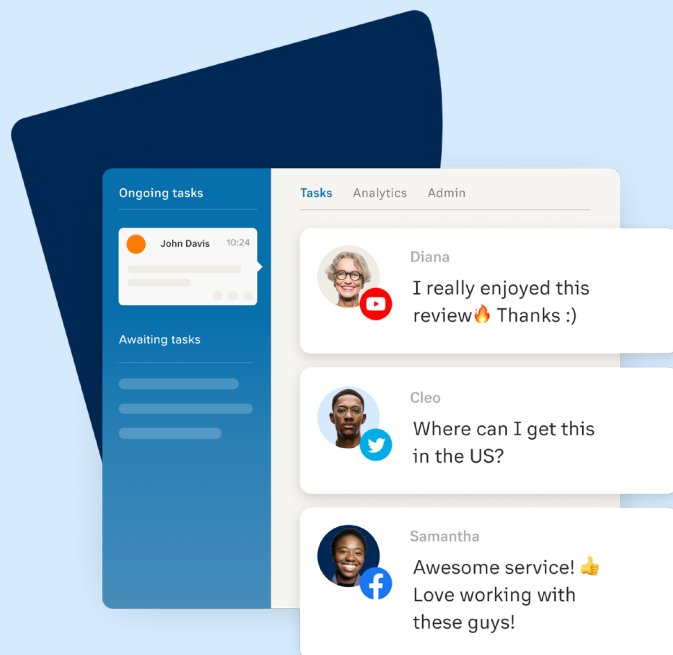 Ongoing tasks
John Davis 10:24
Awaiting tasks
Tasks Analytics Admin
Diana
I really enjoyed this
review🔥 Thanks :)
Cleo
Where can I get this
in the US?
Samantha
Awesome service! 👍
Love working with
these guys!